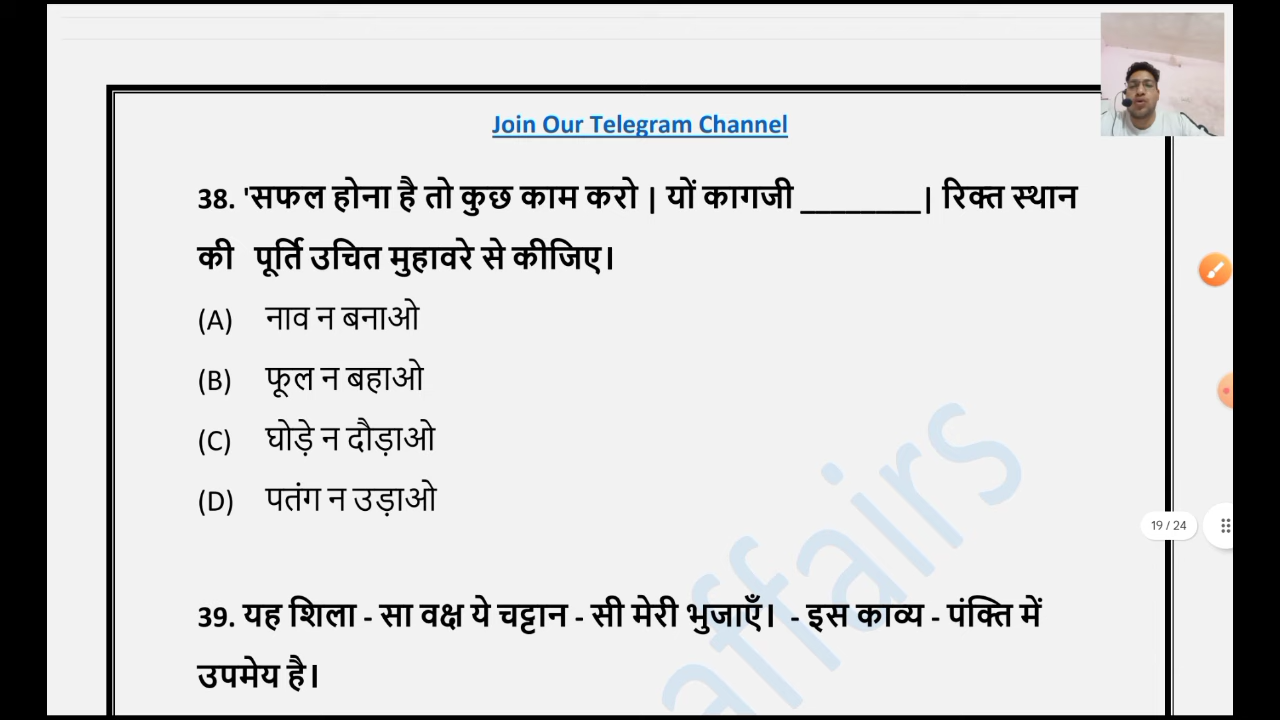 Join Our Telegram Channel
38. 'सफल होना है तो कुछ काम करो | यों कागजी ________| रिक्त स्थान
की पूर्ति उचित मुहावरे से कीजिए।
(A) नाव न बनाओ
(B) फूल न बहाओ
(C) घोड़े न दौड़ाओ
(D) पतंग न उड़ाओ
19 / 24
39. यह शिला - सा वक्ष ये चट्टान - सी मेरी भुजाएँ। - इस काव्य - पंक्ति में
उपमेय है।
affairs